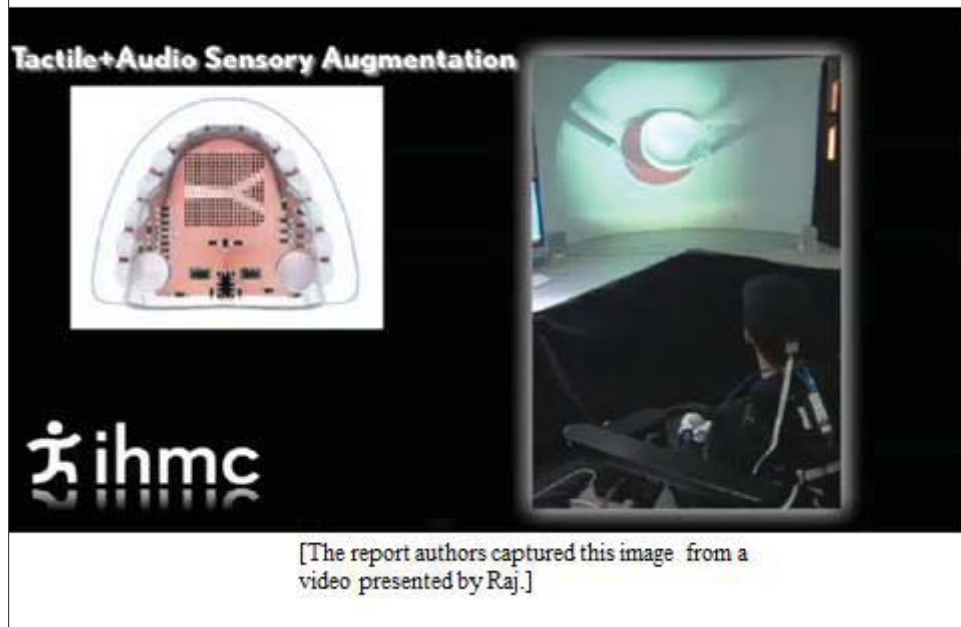 Tactile+Audio Sensory Augmentation
ihmc
[The report authors captured this image from a
video presented by Raj.]